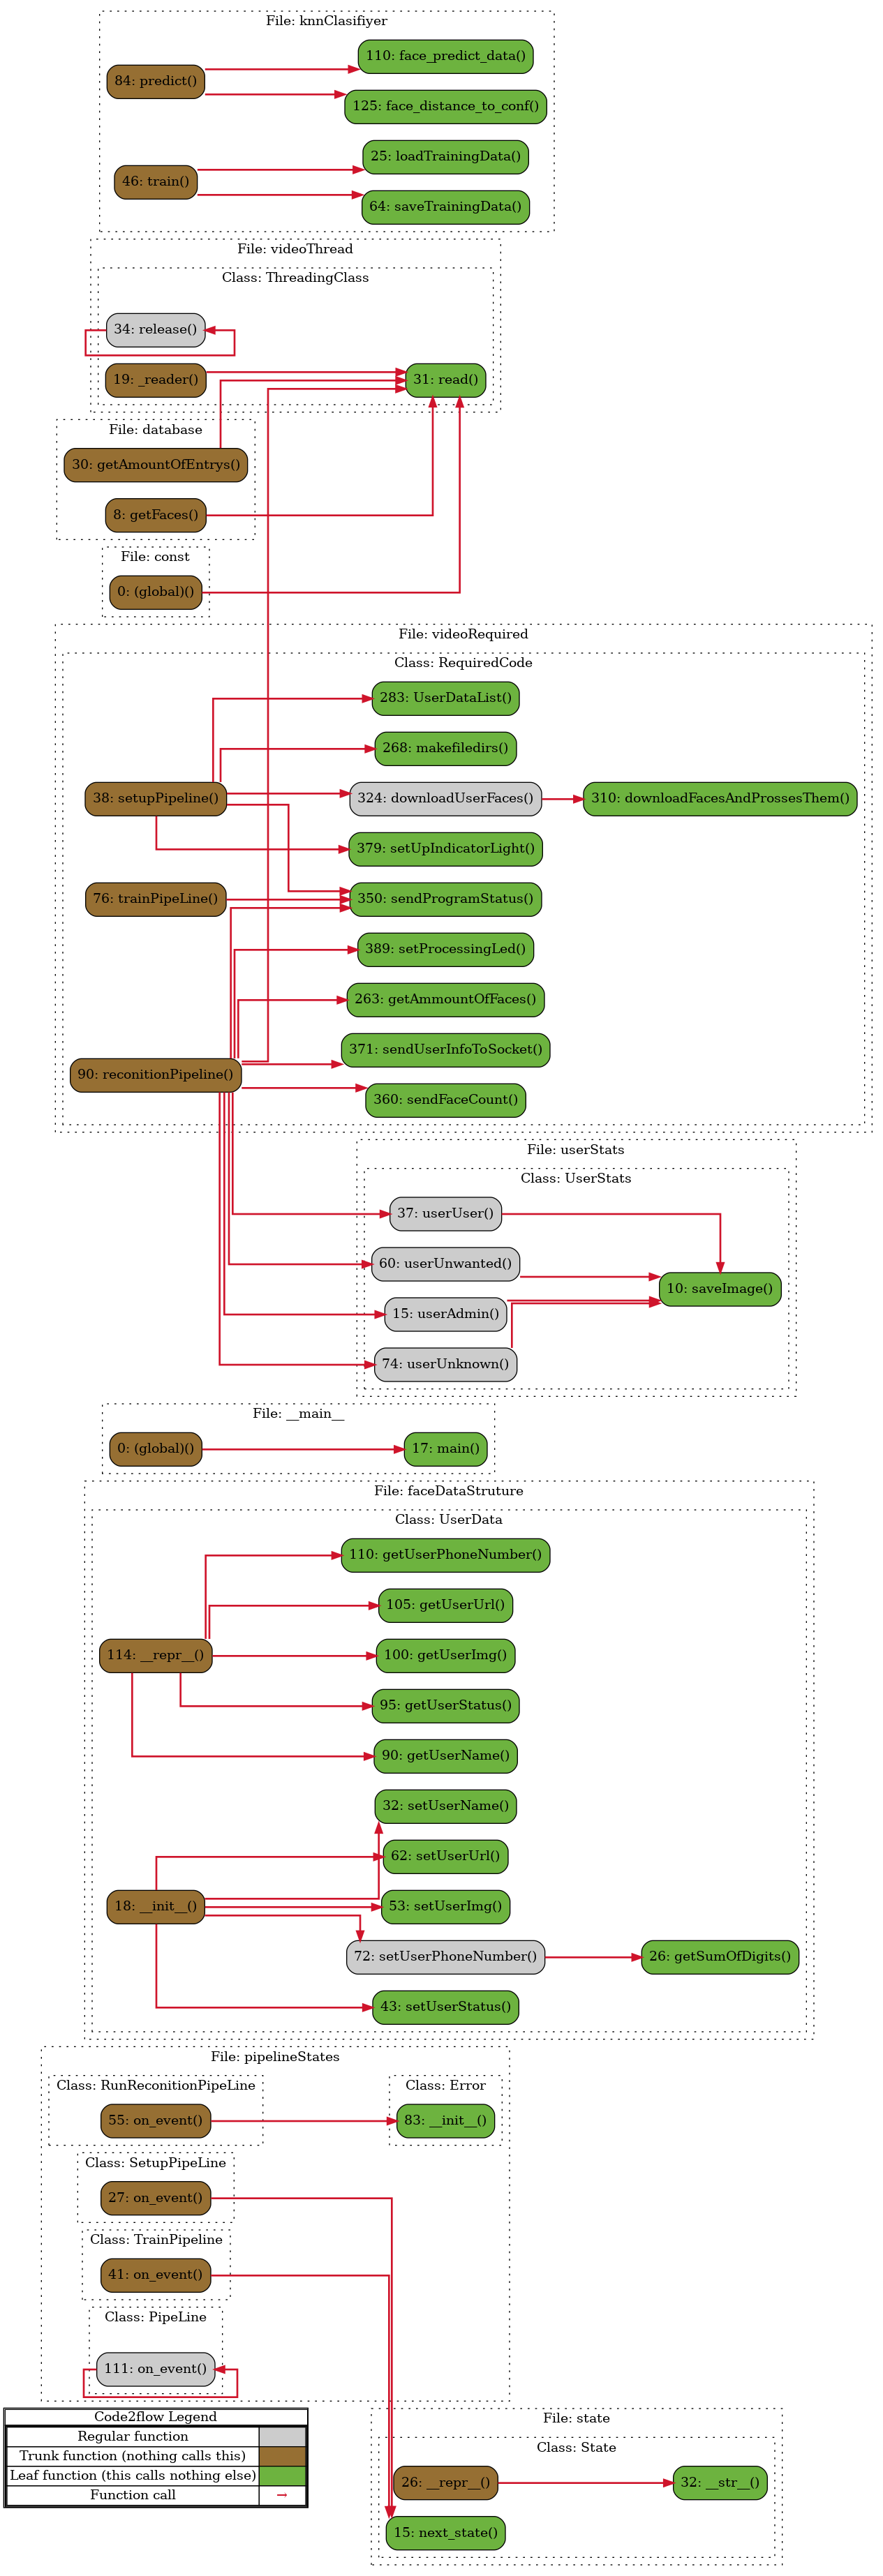 File: knnClasifiyer
110: face_predict_data()
84: predict()
125: face_distance_to_conf()
25: loadTrainingData()
46: train()
64: saveTrainingData()
File: videoThread
Class: ThreadingClass
34: release()
19: _reader()
31: read()
File: database
30: getAmountOfEntrys()
8: getFaces()
File: const
0: (global)()
File: videoRequired
Class: RequiredCode
283: UserDataList()
268: makefiledirs()
38: setupPipeline()
324: downloadUserFaces()
310: downloadFacesAndProssesThem()
379: setUpIndicatorLight()
76: trainPipeLine()
350: sendProgramStatus()
389: setProcessingLed()
263: getAmmountOfFaces()
371: sendUserInfoToSocket()
90: reconitionPipeline()
360: sendFaceCount()
File: userStats
Class: UserStats
37: userUser()
60: userUnwanted()
10: saveImage()
15: userAdmin()
74: userUnknown()
File: __main__
0: (global)()
17: main()
File: faceDataStruture
Class: UserData
110: getUserPhoneNumber()
105: getUserUrl()
114: __repr__()
100: getUserImg()
95: getUserStatus()
90: getUserName()
32: setUserName()
62: setUserUrl()
18: __init__()
53: setUserImg()
72: setUserPhoneNumber()
26: getSumOfDigits()
43: setUserStatus()
File: pipelineStates
Class: RunReconitionPipeLine
Class: Error
55: on_event()
83: __init__()
Class: SetupPipeLine
27: on_event()
Class: TrainPipeline
41: on_event()
Class: PipeLine
111: on_event()
Code2flow Legend
Regular function
Trunk function (nothing calls this)
Leaf function (this calls nothing else)
Function call →
File: state
Class: State
26: __repr__()
32: __str__()
15: next_state()